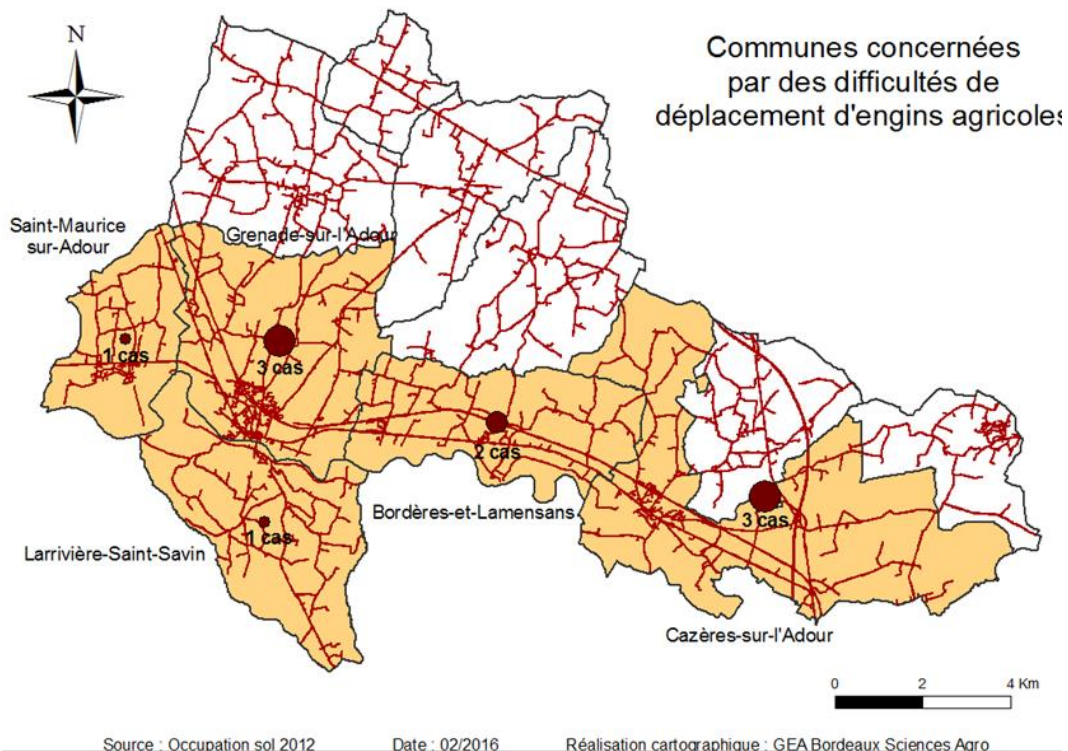 N
Communes concernées
par des difficultés de
déplacement d'engins agricoles
Saint-Maurice
sur-Adour
Grenade-sur-l'Adour
1 cas
3 cas
2 cas
Bordères-et-Lamensans
3 cas
1 cas
Larrivière-Saint-Savin
Cazères-sur-l'Adour
0 2 4 Km
Source : Occupation sol 2012 Date : 02/2016 Réalisation cartographique : GEA Bordeaux Sciences Agro